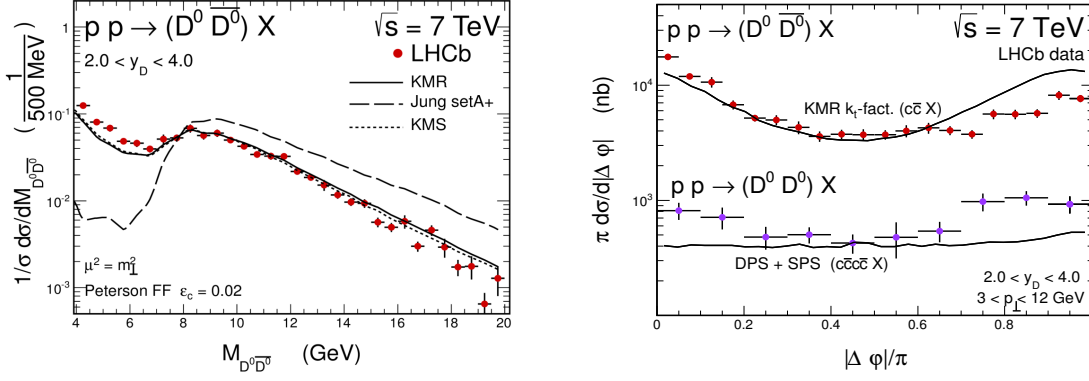 p p → (D⁰ D̅⁰) X √s = 7 TeV
2.0 < y_D < 4.0
LHCb
KMR
Jung setA+
KMS
μ² = m²_⊥
Peterson FF ε_c = 0.02
1
10⁻¹
10⁻²
10⁻³
1/σ dσ/dM_{D⁰D̅⁰} (1/500 MeV)
4 6 8 10 12 14 16 18 20
M_{D⁰D̅⁰} (GeV)
p p → (D⁰ D̅⁰) X √s = 7 TeV
LHCb data
KMR k_t-fact. (cc̅ X)
p p → (D⁰ D⁰) X
DPS + SPS (cc̅cc̅ X)
2.0 < y_D < 4.0
3 < p_⊥ < 12 GeV
10⁴
10³
π dσ/d|Δ φ| (nb)
0 0.2 0.4 0.6 0.8 1
|Δ φ|/π